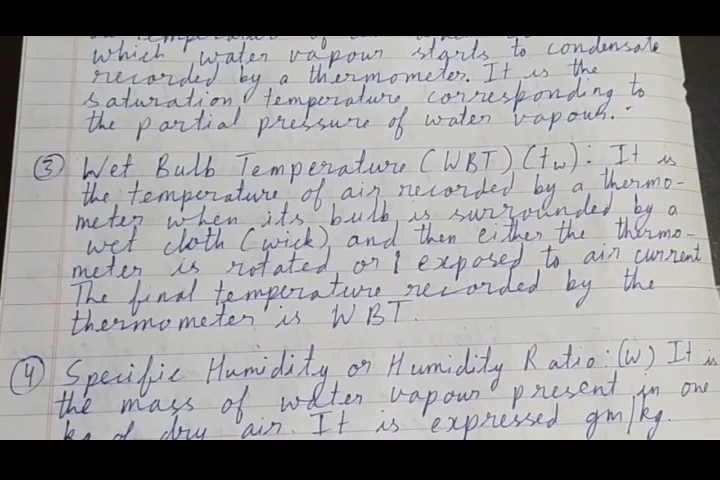 temperature of
which water vapour starts to condensate
recorded by a thermometer. It is the
saturation temperature corresponding to
the partial pressure of water vapour.
③ Wet Bulb Temperature (WBT) (tw): It is
the temperature of air recorded by a thermo-
meter when its bulb is surrounded by a
wet cloth (wick) and then either the thermo-
meter is rotated or exposed to air current
The final temperature recorded by the
thermometer is WBT.
④ Specific Humidity or Humidity Ratio: (W) It is
the mass of water vapour present in one
kg of dry air. It is expressed gm/kg.